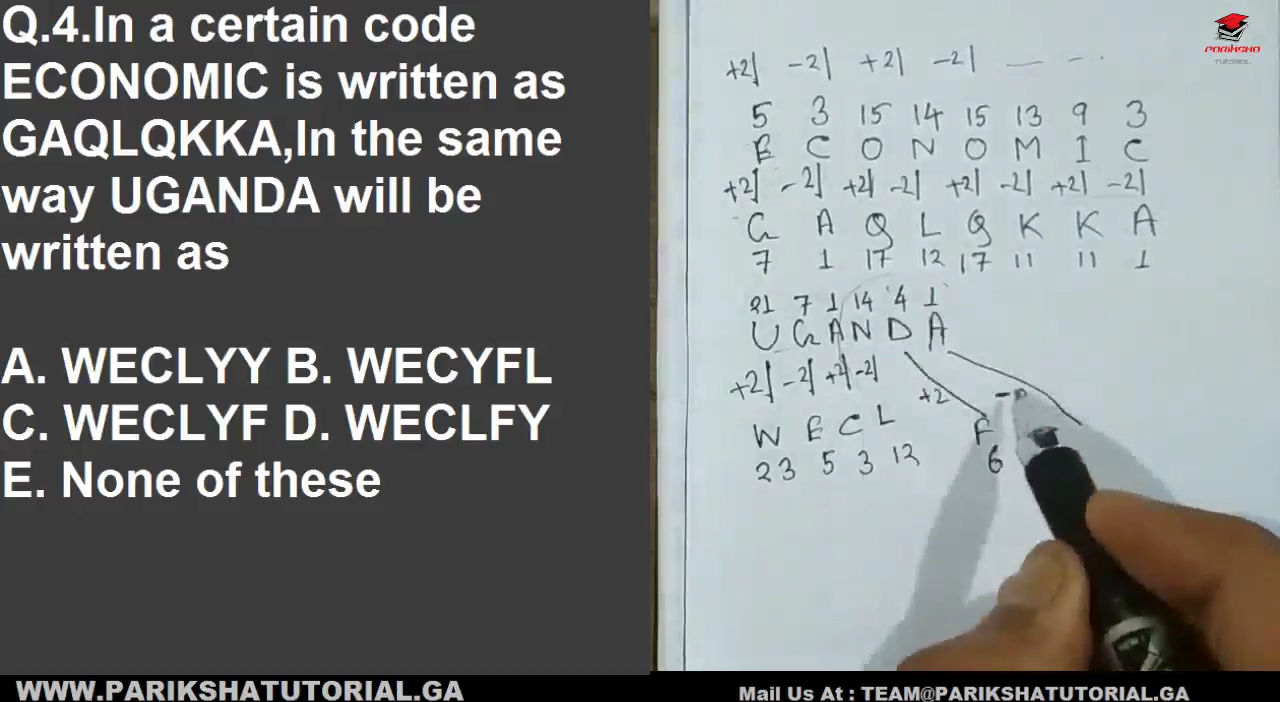 Q.4.In a certain code
ECONOMIC is written as
GAQLQKKA,In the same
way UGANDA will be
written as
A. WECLYY B. WECYFL
C. WECLYF D. WECLFY
E. None of these
PARIKSHA
TUTORIAL
+2| -2| +2| -2| — - -
5 3 15 14 15 13 9 3
E C O N O M I C
+2| -2| +2| -2| +2| -2| +2| -2|
G A Q L Q K K A
7 1 17 12 17 11 11 1
21 7 1 14 4 1
U G A N D A
+2| -2| +2| -2| +2 -
W E C L F
23 5 3 12 6
WWW.PARIKSHATUTORIAL.GA
Mail Us At : TEAM@PARIKSHATUTORIAL.GA